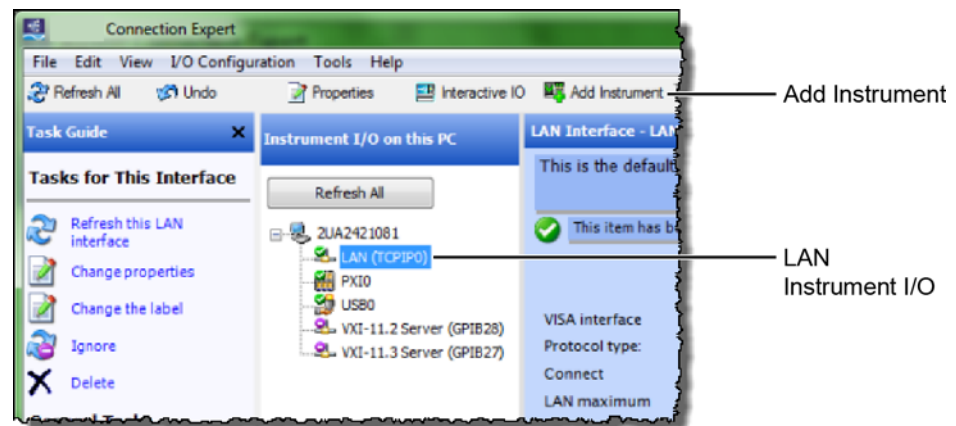 Connection Expert
File Edit View I/O Configuration Tools Help
Refresh All Undo Properties Interactive IO Add Instrument
Add Instrument
Task Guide
Instrument I/O on this PC
LAN Interface - LAN
Tasks for This Interface
Refresh this LAN
interface
Change properties
Change the label
Ignore
Delete
Refresh All
2UA2421081
LAN (TCPIP0)
PXI0
USB0
VXI-11.2 Server (GPIB28)
VXI-11.3 Server (GPIB27)
This is the default
This item has b
VISA interface
Protocol type:
Connect
LAN maximum
LAN
Instrument I/O